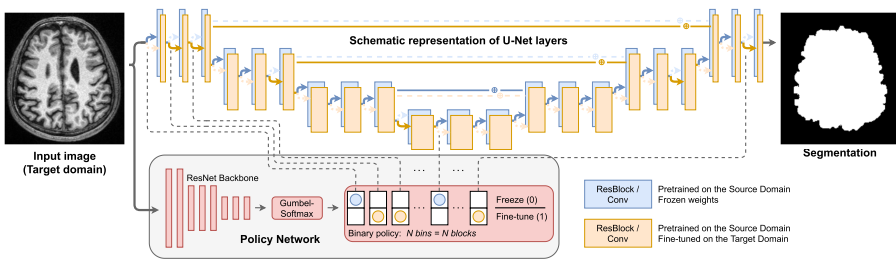 Schematic representation of U-Net layers
Input image
(Target domain)
Segmentation
ResNet Backbone
Gumbel-
Softmax
Policy Network
... ...
... ...
Freeze (0)
Fine-tune (1)
Binary policy: N bins = N blocks
ResBlock /
Conv
Pretrained on the Source Domain
Frozen weights
ResBlock /
Conv
Pretrained on the Source Domain
Fine-tuned on the Target Domain